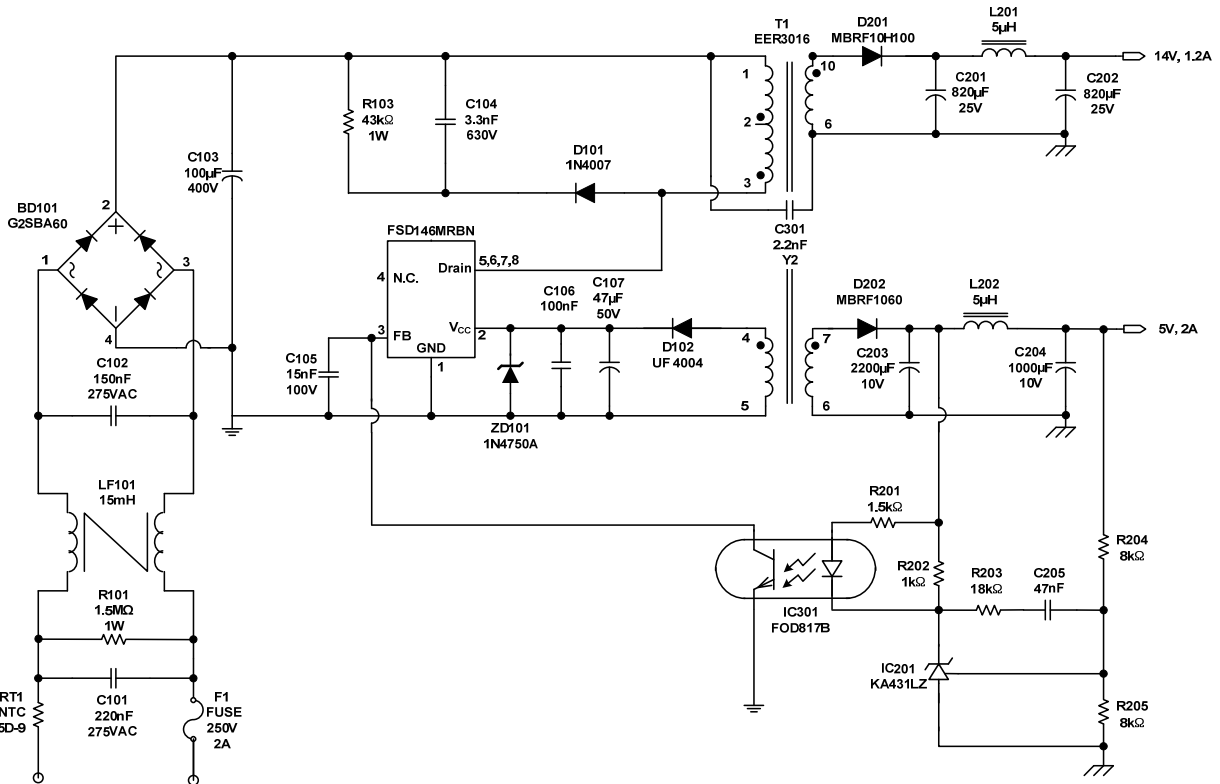 T1
EER3016
D201
MBRF10H100
L201
5µH
14V, 1.2A
1
2
3
10
6
C201
820µF
25V
C202
820µF
25V
R103
43kΩ
1W
C104
3.3nF
630V
D101
1N4007
C103
100µF
400V
BD101
G2SBA60
2
1
3
4
C301
2.2nF
Y2
FSD146MRBN
Drain
5,6,7,8
4
N.C.
3
FB
VCC
2
GND
1
C106
100nF
C107
47µF
50V
D102
UF 4004
C105
15nF
100V
ZD101
1N4750A
4
5
7
6
D202
MBRF1060
L202
5µH
5V, 2A
C203
2200µF
10V
C204
1000µF
10V
C102
150nF
275VAC
LF101
15mH
R101
1.5MΩ
1W
C101
220nF
275VAC
RT1
NTC
5D-9
F1
FUSE
250V
2A
R201
1.5kΩ
R202
1kΩ
R203
18kΩ
C205
47nF
R204
8kΩ
IC301
FOD817B
IC201
KA431LZ
R205
8kΩ